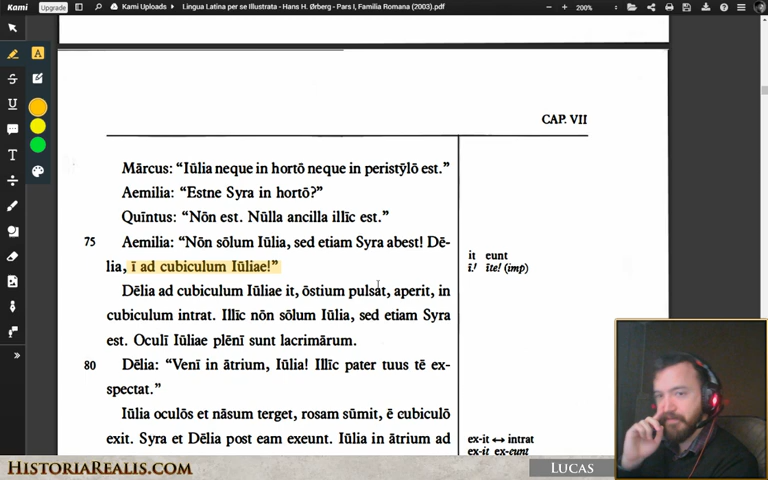 Kami
Upgrade
Kami Uploads › Lingua Latina per se Illustrata - Hans H. Ørberg - Pars I, Familia Romana (2003).pdf
200%
CAP. VII
Mārcus: “Iūlia neque in hortō neque in peristȳlō est.”
Aemilia: “Estne Syra in hortō?”
Quīntus: “Nōn est. Nūlla ancilla illīc est.”
75 Aemilia: “Nōn sōlum Iūlia, sed etiam Syra abest! Dē-
lia, ī ad cubiculum Iūliae!”
it eunt
ī! īte! (imp)
Dēlia ad cubiculum Iūliae it, ōstium pulsat, aperit, in
cubiculum intrat. Illīc nōn sōlum Iūlia, sed etiam Syra
est. Oculī Iūliae plēnī sunt lacrimārum.
80 Dēlia: “Venī in ātrium, Iūlia! Illīc pater tuus tē ex-
spectat.”
Iūlia oculōs et nāsum terget, rosam sūmit, ē cubiculō
exit. Syra et Dēlia post eam exeunt. Iūlia in ātrium ad
ex-it ↔ intrat
ex-it ex-eunt
HISTORIAREALIS.COM
LUCAS